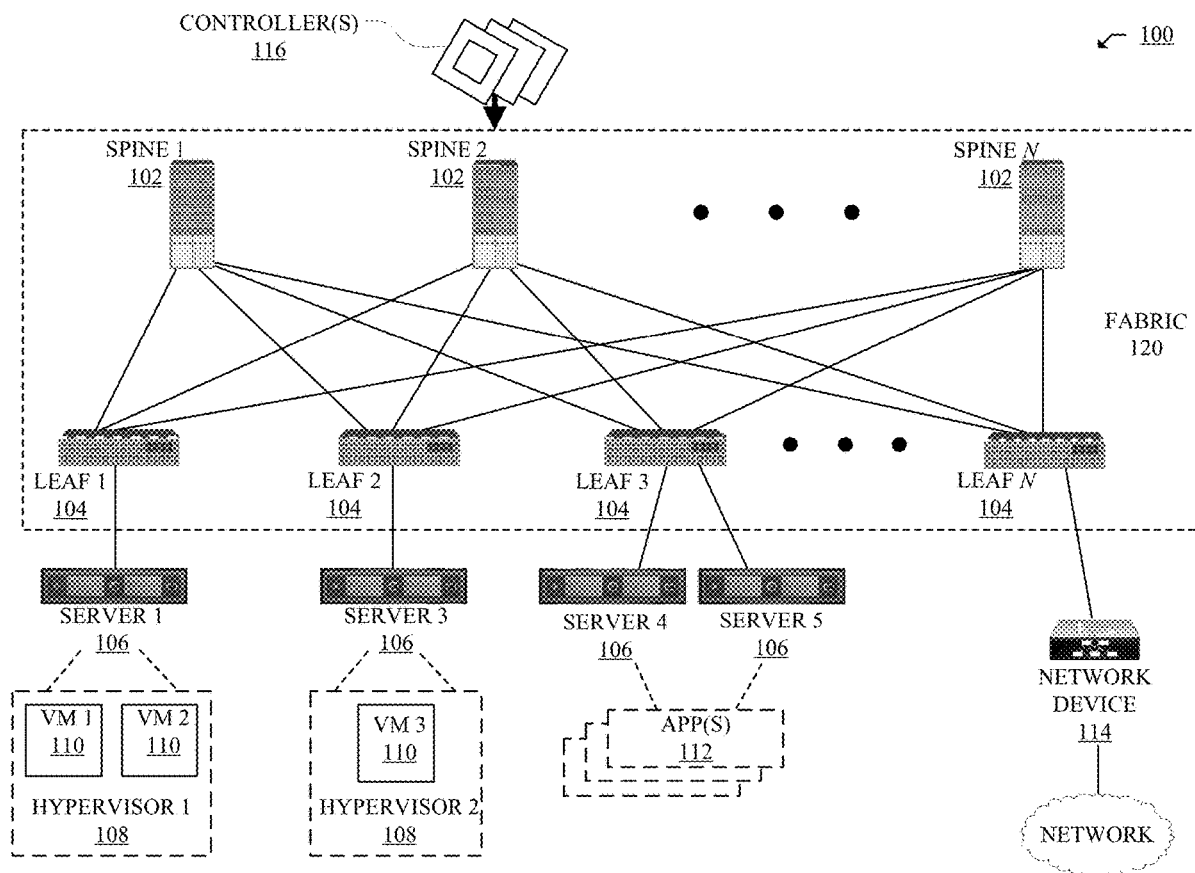 CONTROLLER(S)
116
100
SPINE 1
102
SPINE 2
102
SPINE N
102
FABRIC
120
LEAF 1
104
LEAF 2
104
LEAF 3
104
LEAF N
104
SERVER 1
106
SERVER 3
106
SERVER 4
106
SERVER 5
106
NETWORK
DEVICE
114
VM 1
110
VM 2
110
HYPERVISOR 1
108
VM 3
110
HYPERVISOR 2
108
APP(S)
112
NETWORK